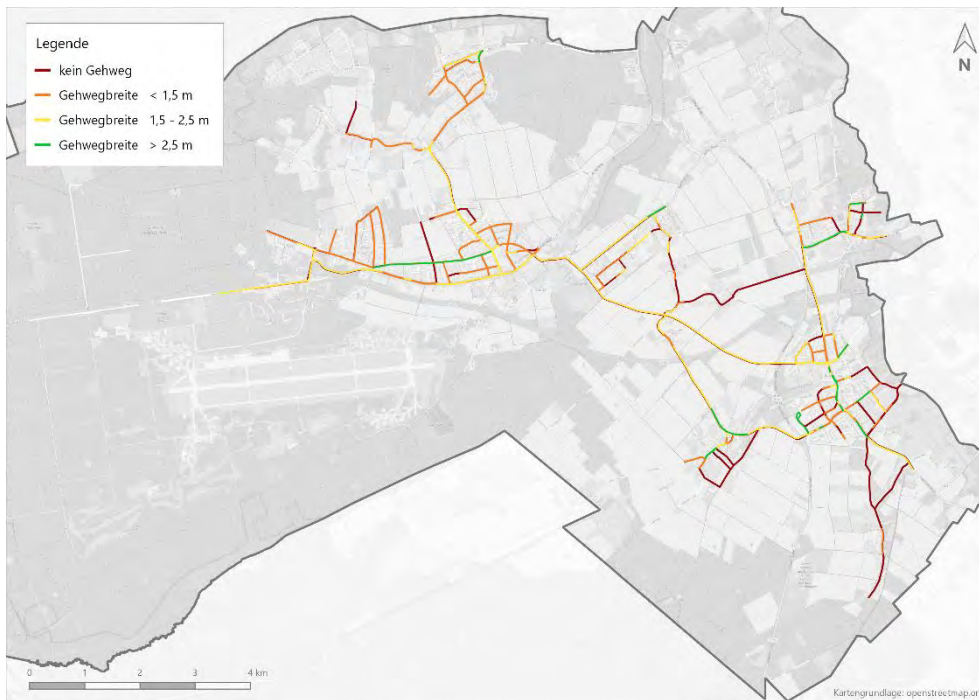 Legende
kein Gehweg
Gehwegbreite < 1,5 m
Gehwegbreite 1,5 - 2,5 m
Gehwegbreite > 2,5 m
N
0 1 2 3 4 km
Kartengrundlage: openstreetmap.or